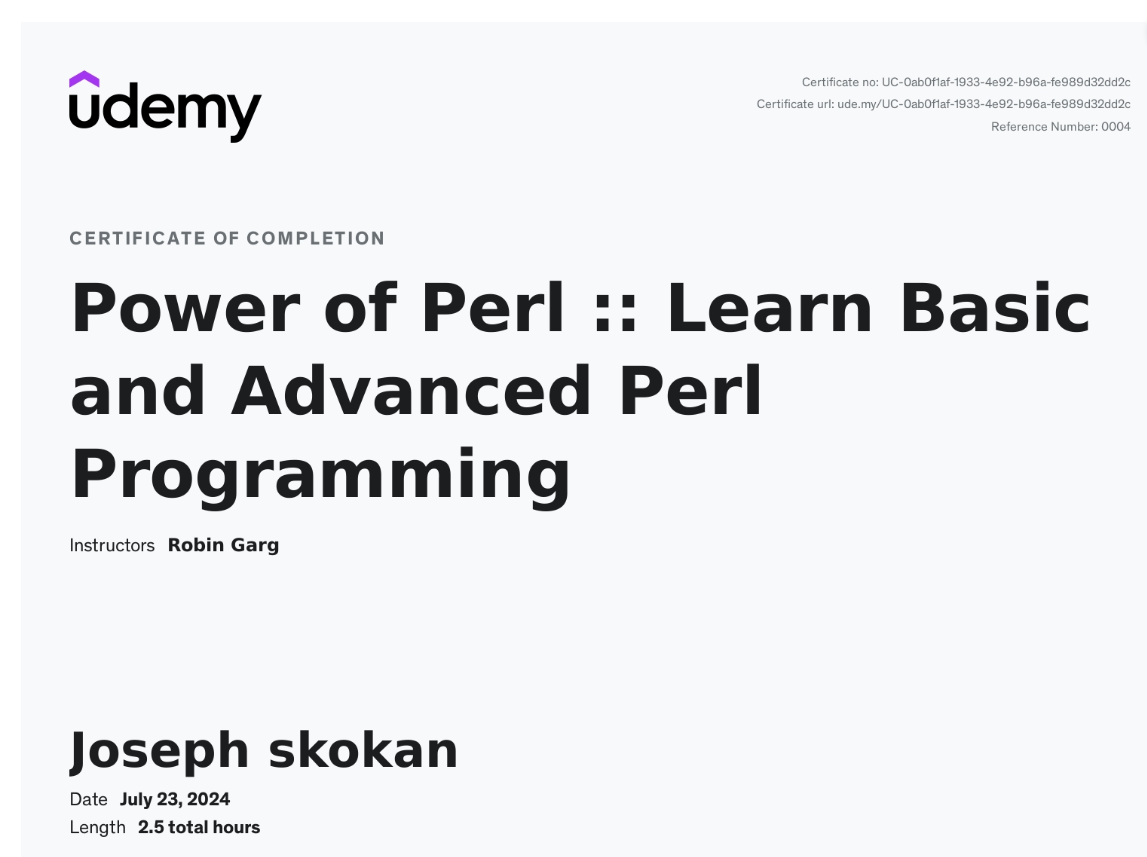 udemy
Certificate no: UC-0ab0f1af-1933-4e92-b96a-fe989d32dd2c
Certificate url: ude.my/UC-0ab0f1af-1933-4e92-b96a-fe989d32dd2c
Reference Number: 0004
CERTIFICATE OF COMPLETION
Power of Perl :: Learn Basic
and Advanced Perl
Programming
Instructors Robin Garg
Joseph skokan
Date July 23, 2024
Length 2.5 total hours